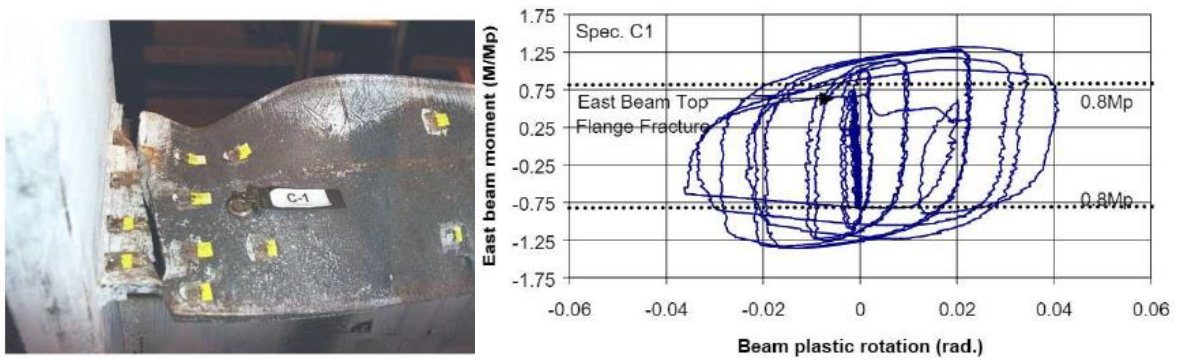 C-1
Spec. C1
East Beam Top
Flange Fracture
0.8Mp
0.8Mp
East beam moment (M/Mp)
1.75
1.25
0.75
0.25
-0.25
-0.75
-1.25
-1.75
-0.06
-0.04
-0.02
0
0.02
0.04
0.06
Beam plastic rotation (rad.)